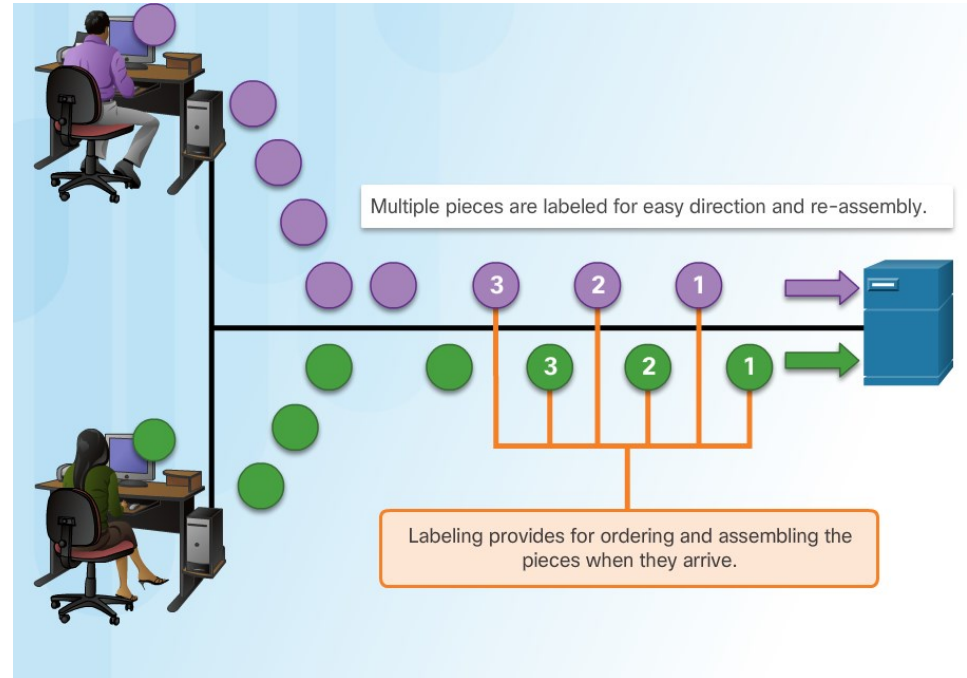 Multiple pieces are labeled for easy direction and re-assembly.
3 2 1
3 2 1
Labeling provides for ordering and assembling the
pieces when they arrive.